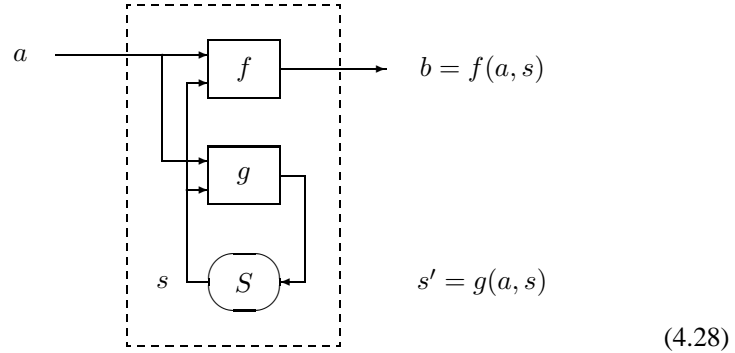 a
f
b = f(a, s)
g
s
S
s′ = g(a, s)
(4.28)